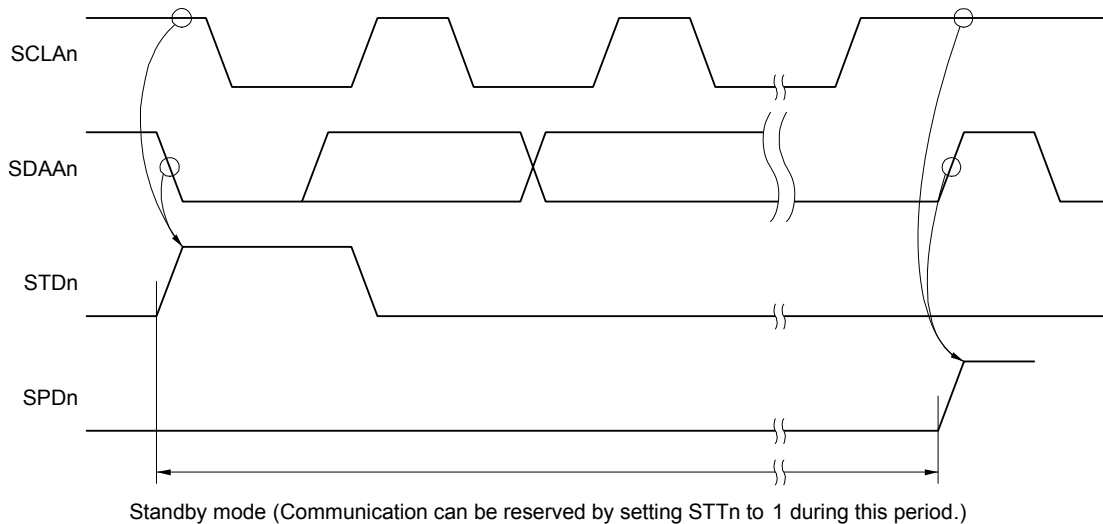 SCLAn
SDAAn
STDn
SPDn
Standby mode (Communication can be reserved by setting STTn to 1 during this period.)